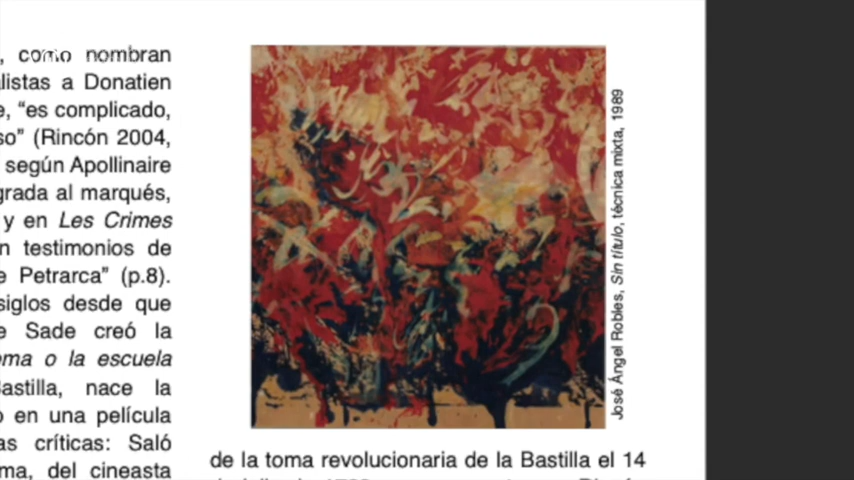 , como nombran
listas a Donatien
e, “es complicado,
so” (Rincón 2004,
según Apollinaire
grada al marqués,
y en Les Crimes
n testimonios de
e Petrarca” (p.8).
siglos desde que
e Sade creó la
ma o la escuela
Bastilla, nace la
o en una película
as críticas: Saló
ma, del cineasta
José Ángel Robles, Sin título, técnica mixta, 1989
de la toma revolucionaria de la Bastilla el 14